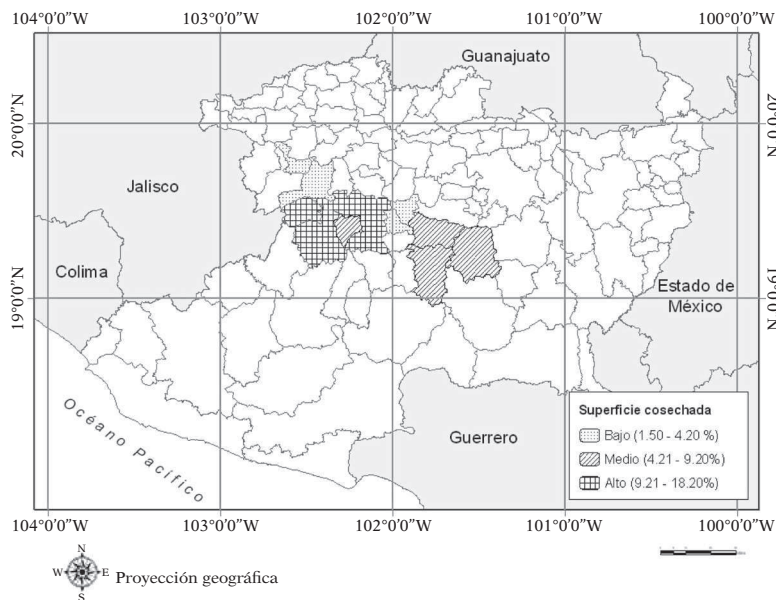 104°0'0"W 103°0'0"W 102°0'0"W 101°0'0"W 100°0'0"W
Guanajuato
20°0'0"N
20°0'0"N
Jalisco
Colima
Estado de
México
19°0'0"N
19°0'0"N
Superficie cosechada
Bajo (1.50 - 4.20 %)
Medio (4.21 - 9.20%)
Alto (9.21 - 18.20%)
Guerrero
Océano Pacífico
104°0'0"W 103°0'0"W 102°0'0"W 101°0'0"W 100°0'0"W
N
W E
S
Proyección geográfica